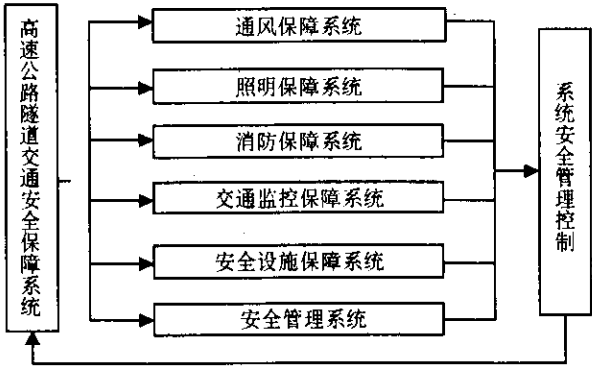 高速公路隧道交通安全保障系统
通风保障系统
照明保障系统
消防保障系统
交通监控保障系统
安全设施保障系统
安全管理系统
系统安全管理控制